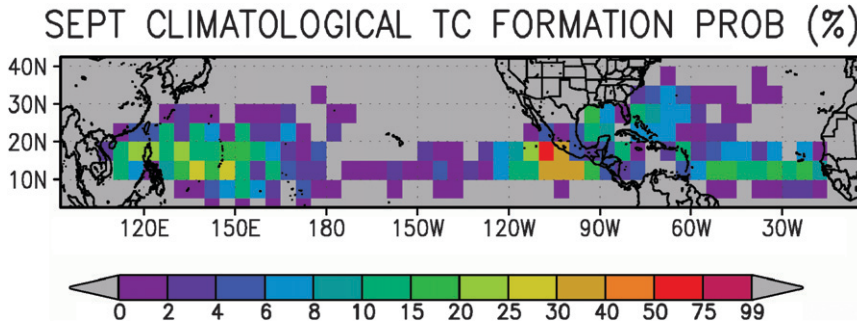 SEPT CLIMATOLOGICAL TC FORMATION PROB (%)
40N
30N
20N
10N
120E 150E 180 150W 120W 90W 60W 30W
0 2 4 6 8 10 15 20 25 30 40 50 75 99